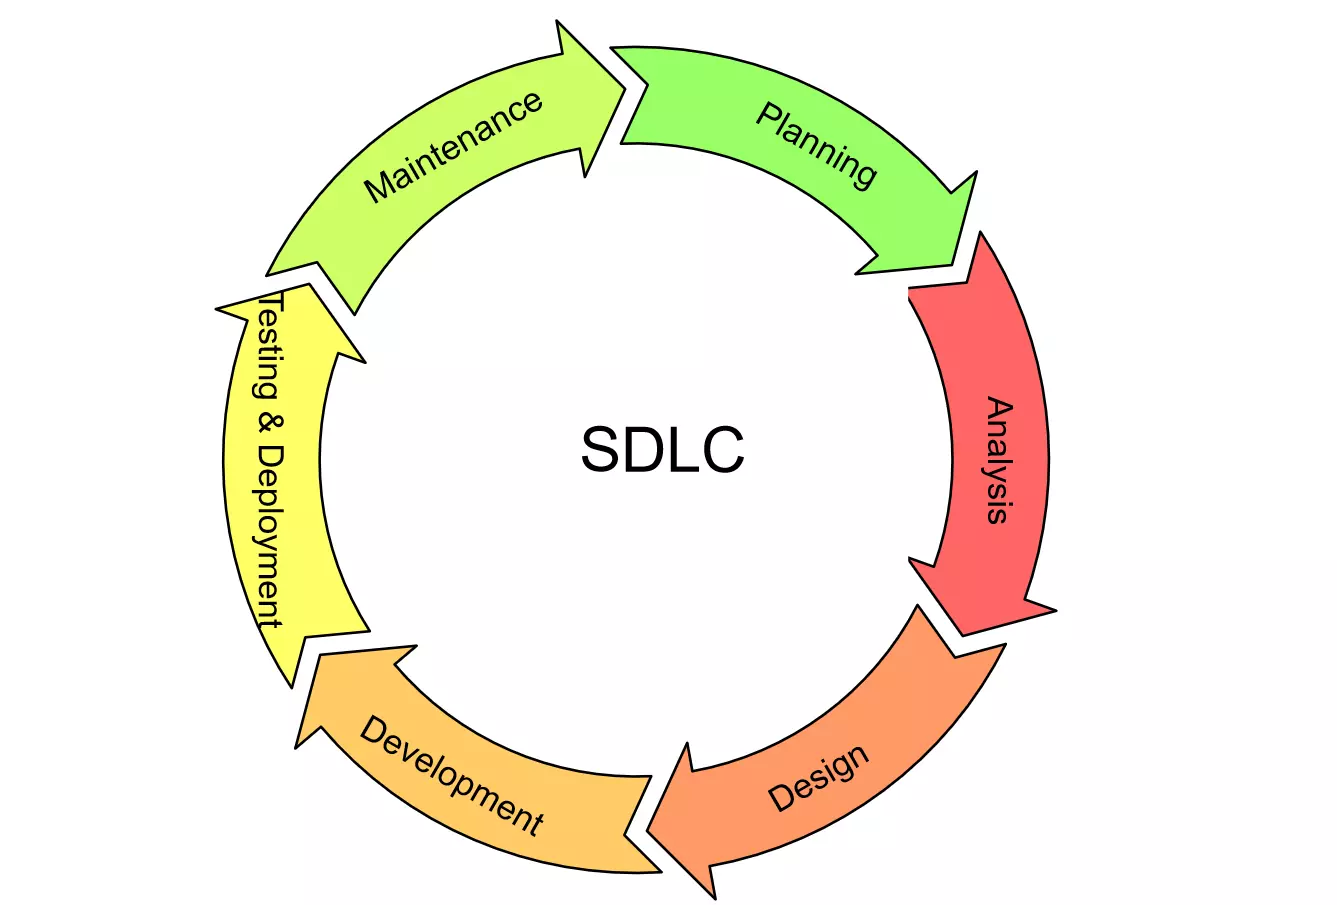 Planning
Analysis
Design
Development
Testing & Deployment
Maintenance
SDLC